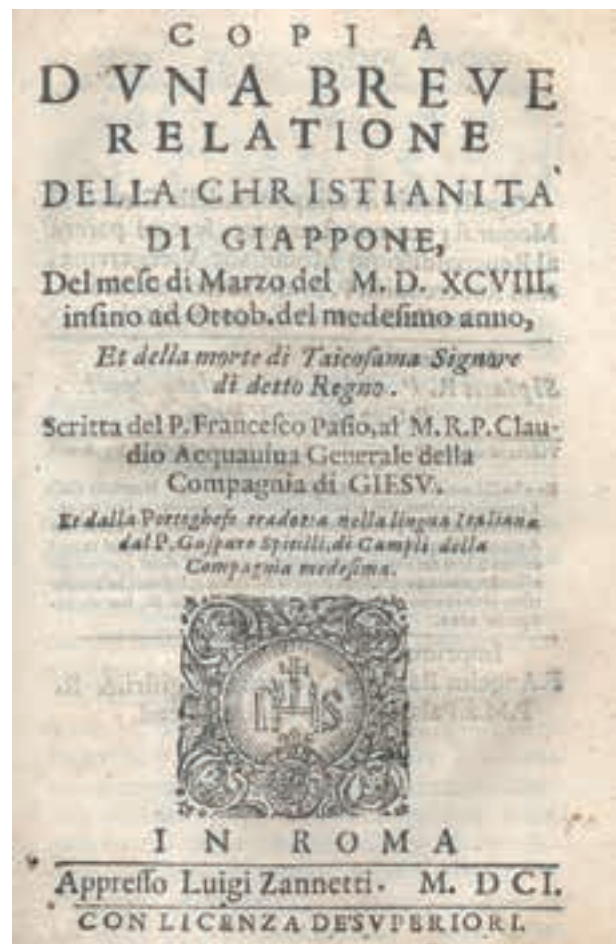 COPIA
DVNA BREVE
RELATIONE
DELLA CHRISTIANITA`
DI GIAPPONE,
Del meſe di Marzo del M. D. XCVIII.
inſino ad Ottob. del medeſimo anno,
Et della morte di Taicoſama Signore
di detto Regno.
Scritta del P. Franceſco Paſio, al M.R.P. Clau-
dio Acquauiua Generale della
Compagnia di GIESV.
Et dalla Portogheſe tradotta nella lingua Italiana
dal P. Gaſparo Spitilli, di Campli della
Compagnia medeſima.
IHS
IN ROMA
Appreſſo Luigi Zannetti. M. DCI.
CON LICENZA DE'SVPERIORI.